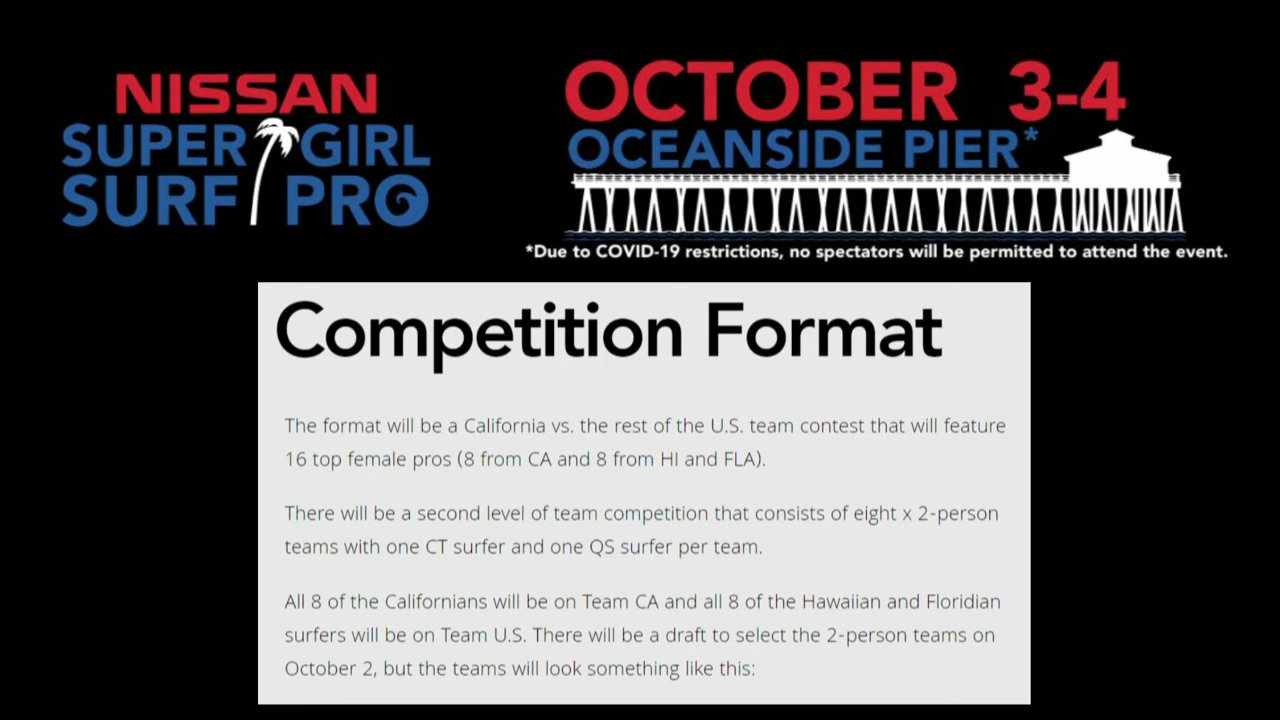 NISSAN
SUPER GIRL
SURF PRO
OCTOBER 3-4
OCEANSIDE PIER*
*Due to COVID-19 restrictions, no spectators will be permitted to attend the event.
Competition Format
The format will be a California vs. the rest of the U.S. team contest that will feature
16 top female pros (8 from CA and 8 from HI and FLA).
There will be a second level of team competition that consists of eight x 2-person
teams with one CT surfer and one QS surfer per team.
All 8 of the Californians will be on Team CA and all 8 of the Hawaiian and Floridian
surfers will be on Team U.S. There will be a draft to select the 2-person teams on
October 2, but the teams will look something like this: